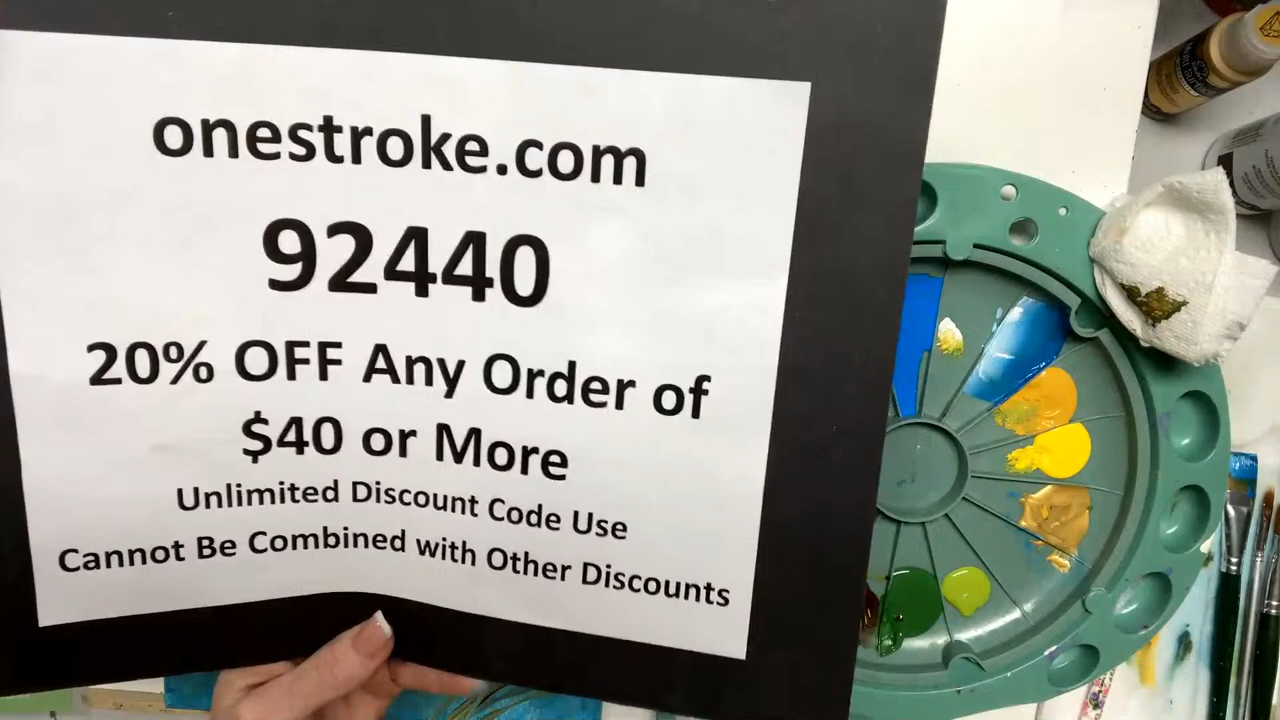 onestroke.com
92440
20% OFF Any Order of
$40 or More
Unlimited Discount Code Use
Cannot Be Combined with Other Discounts